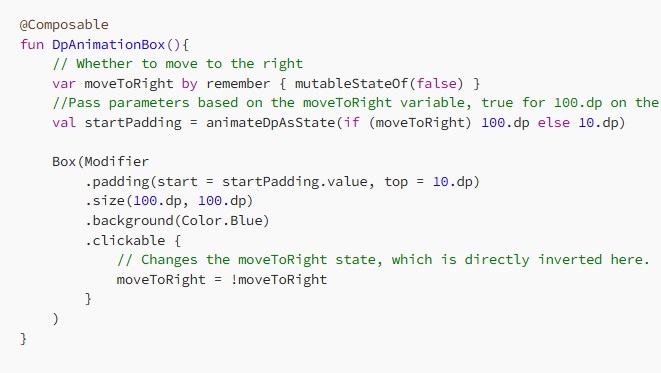 @Composable
fun DpAnimationBox(){
    // Whether to move to the right
    var moveToRight by remember { mutableStateOf(false) }
    //Pass parameters based on the moveToRight variable, true for 100.dp on the
    val startPadding = animateDpAsState(if (moveToRight) 100.dp else 10.dp)

    Box(Modifier
        .padding(start = startPadding.value, top = 10.dp)
        .size(100.dp, 100.dp)
        .background(Color.Blue)
        .clickable {
            // Changes the moveToRight state, which is directly inverted here.
            moveToRight = !moveToRight
        }
    )
}